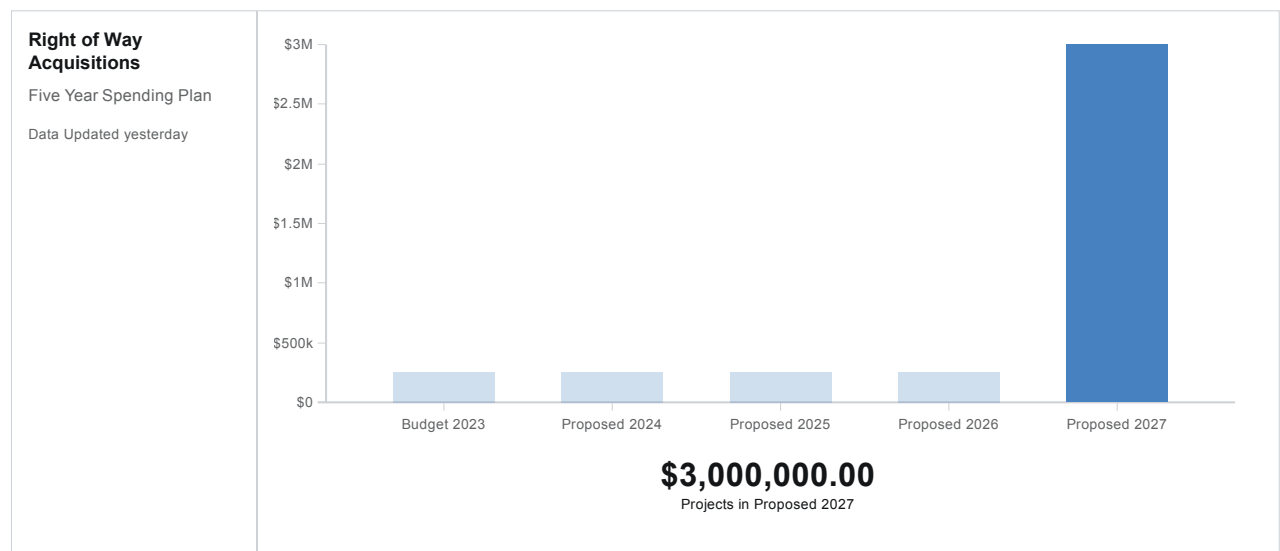 Right of Way
Acquisitions
Five Year Spending Plan
Data Updated yesterday
$3M
$2.5M
$2M
$1.5M
$1M
$500k
$0
Budget 2023
Proposed 2024
Proposed 2025
Proposed 2026
Proposed 2027
$3,000,000.00
Projects in Proposed 2027